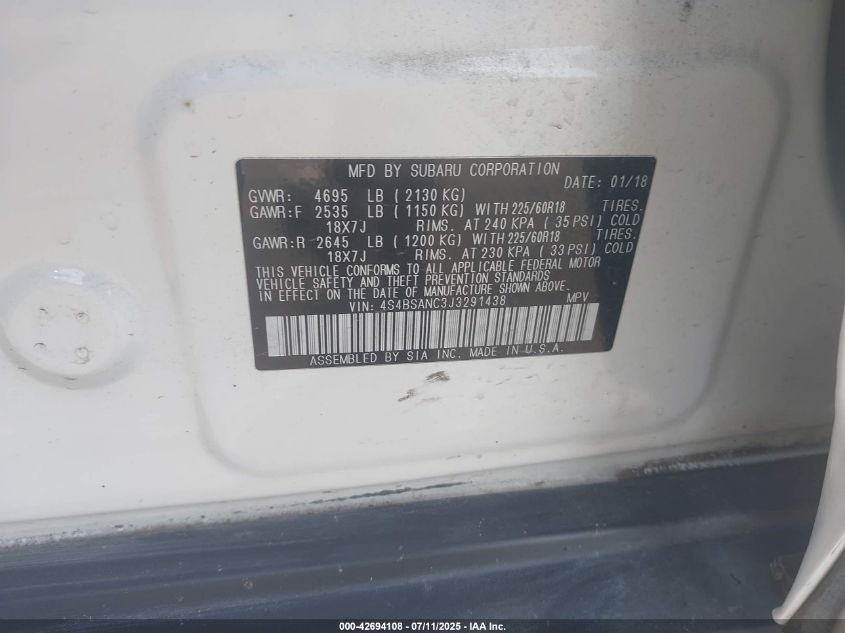 MFD BY SUBARU CORPORATION
DATE: 01/18
GVWR: 4695 LB ( 2130 KG)
GAWR:F 2535 LB ( 1150 KG) WITH 225/60R18 TIRES.
18X7J RIMS. AT 240 KPA ( 35 PSI) COLD
GAWR:R 2645 LB ( 1200 KG) WITH 225/60R18 TIRES.
18X7J RIMS. AT 230 KPA ( 33 PSI) COLD
THIS VEHICLE CONFORMS TO ALL APPLICABLE FEDERAL MOTOR
VEHICLE SAFETY AND THEFT PREVENTION STANDARDS
IN EFFECT ON THE DATE OF MANUFACTURE SHOWN ABOVE.
VIN: 4S4BSANC3J3291438 MPV
ASSEMBLED BY SIA INC. MADE IN U.S.A.
000-42694108 - 07/11/2025 - IAA Inc.